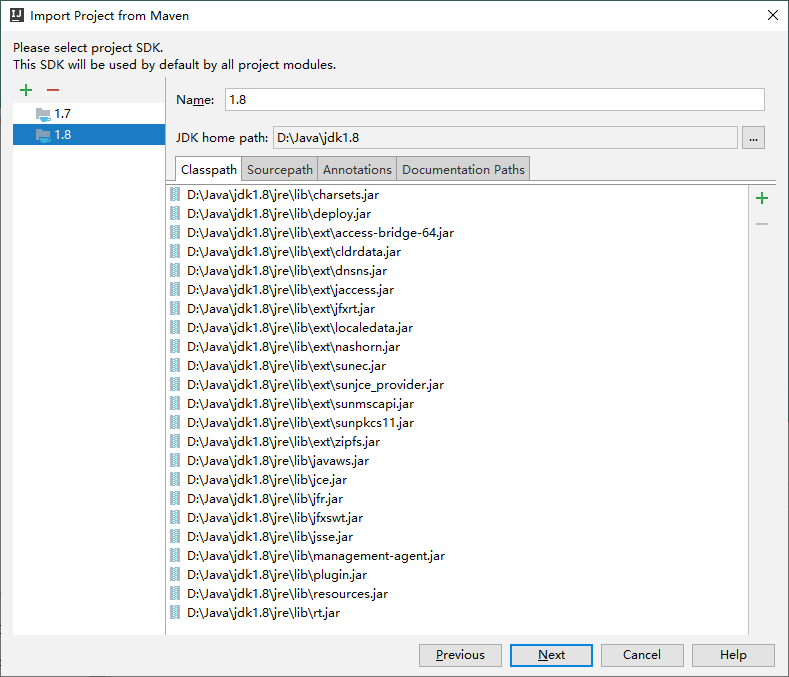 Import Project from Maven
Please select project SDK.
This SDK will be used by default by all project modules.
1.7
1.8
Name: 1.8
JDK home path: D:\Java\jdk1.8 ...
Classpath Sourcepath Annotations Documentation Paths
D:\Java\jdk1.8\jre\lib\charsets.jar
D:\Java\jdk1.8\jre\lib\deploy.jar
D:\Java\jdk1.8\jre\lib\ext\access-bridge-64.jar
D:\Java\jdk1.8\jre\lib\ext\cldrdata.jar
D:\Java\jdk1.8\jre\lib\ext\dnsns.jar
D:\Java\jdk1.8\jre\lib\ext\jaccess.jar
D:\Java\jdk1.8\jre\lib\ext\jfxrt.jar
D:\Java\jdk1.8\jre\lib\ext\localedata.jar
D:\Java\jdk1.8\jre\lib\ext\nashorn.jar
D:\Java\jdk1.8\jre\lib\ext\sunec.jar
D:\Java\jdk1.8\jre\lib\ext\sunjce_provider.jar
D:\Java\jdk1.8\jre\lib\ext\sunmscapi.jar
D:\Java\jdk1.8\jre\lib\ext\sunpkcs11.jar
D:\Java\jdk1.8\jre\lib\ext\zipfs.jar
D:\Java\jdk1.8\jre\lib\javaws.jar
D:\Java\jdk1.8\jre\lib\jce.jar
D:\Java\jdk1.8\jre\lib\jfr.jar
D:\Java\jdk1.8\jre\lib\jfxswt.jar
D:\Java\jdk1.8\jre\lib\jsse.jar
D:\Java\jdk1.8\jre\lib\management-agent.jar
D:\Java\jdk1.8\jre\lib\plugin.jar
D:\Java\jdk1.8\jre\lib\resources.jar
D:\Java\jdk1.8\jre\lib\rt.jar
Previous Next Cancel Help